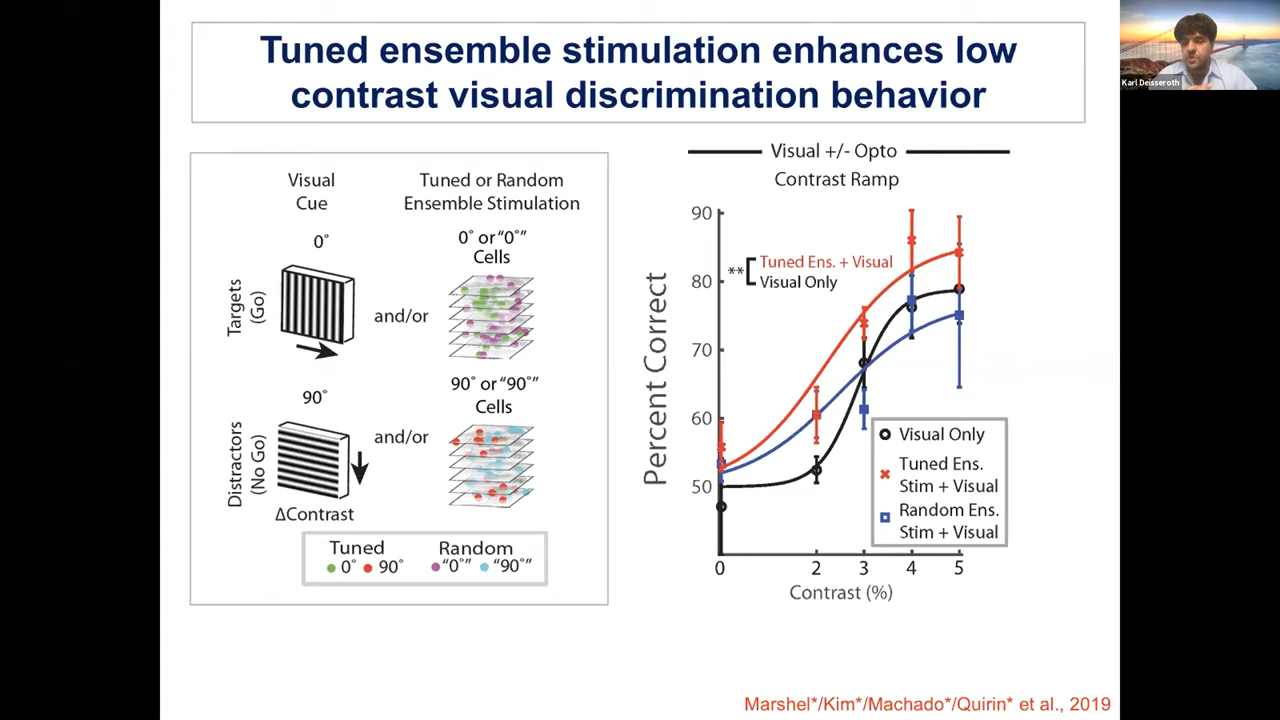 Tuned ensemble stimulation enhances low
contrast visual discrimination behavior
Karl Deisseroth
Visual
Cue
Tuned or Random
Ensemble Stimulation
0°
0° or “0°”
Cells
Targets
(Go)
and/or
90°
90° or “90°”
Cells
Distractors
(No Go)
and/or
ΔContrast
Tuned
Random
0°
90°
“0°”
“90°”
Visual +/- Opto
Contrast Ramp
Percent Correct
90
80
70
60
50
**
Tuned Ens. + Visual
Visual Only
Visual Only
Tuned Ens.
Stim + Visual
Random Ens.
Stim + Visual
0
2
3
4
5
Contrast (%)
Marshel*/Kim*/Machado*/Quirin* et al., 2019